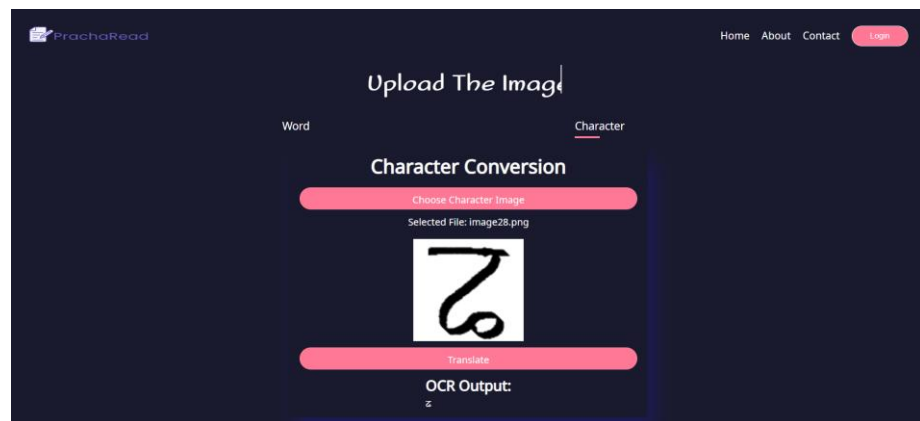 PrachaRead
Home About Contact Login
Upload The Image
Word Character
Character Conversion
Choose Character Image
Selected File: image28.png
Translate
OCR Output: